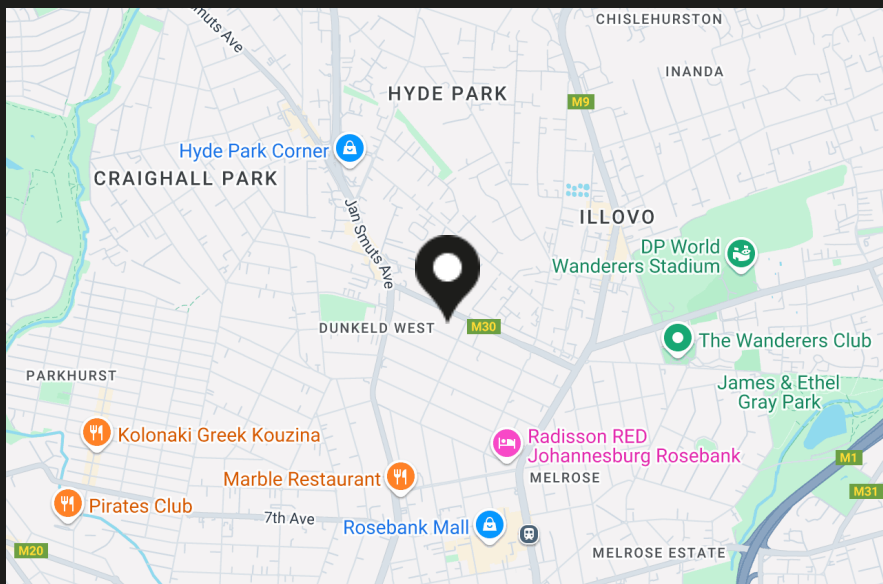 CHISLEHURSTON
Smuts Ave
INANDA
HYDE PARK
M9
Hyde Park Corner
CRAIGHALL PARK
Jan Smuts Ave
ILLOVO
DP World
Wanderers Stadium
DUNKELD WEST
M30
The Wanderers Club
PARKHURST
James & Ethel
Gray Park
Kolonaki Greek Kouzina
Radisson RED
Johannesburg Rosebank
M1
Marble Restaurant
MELROSE
M31
Pirates Club
7th Ave
Rosebank Mall
M20
MELROSE ESTATE